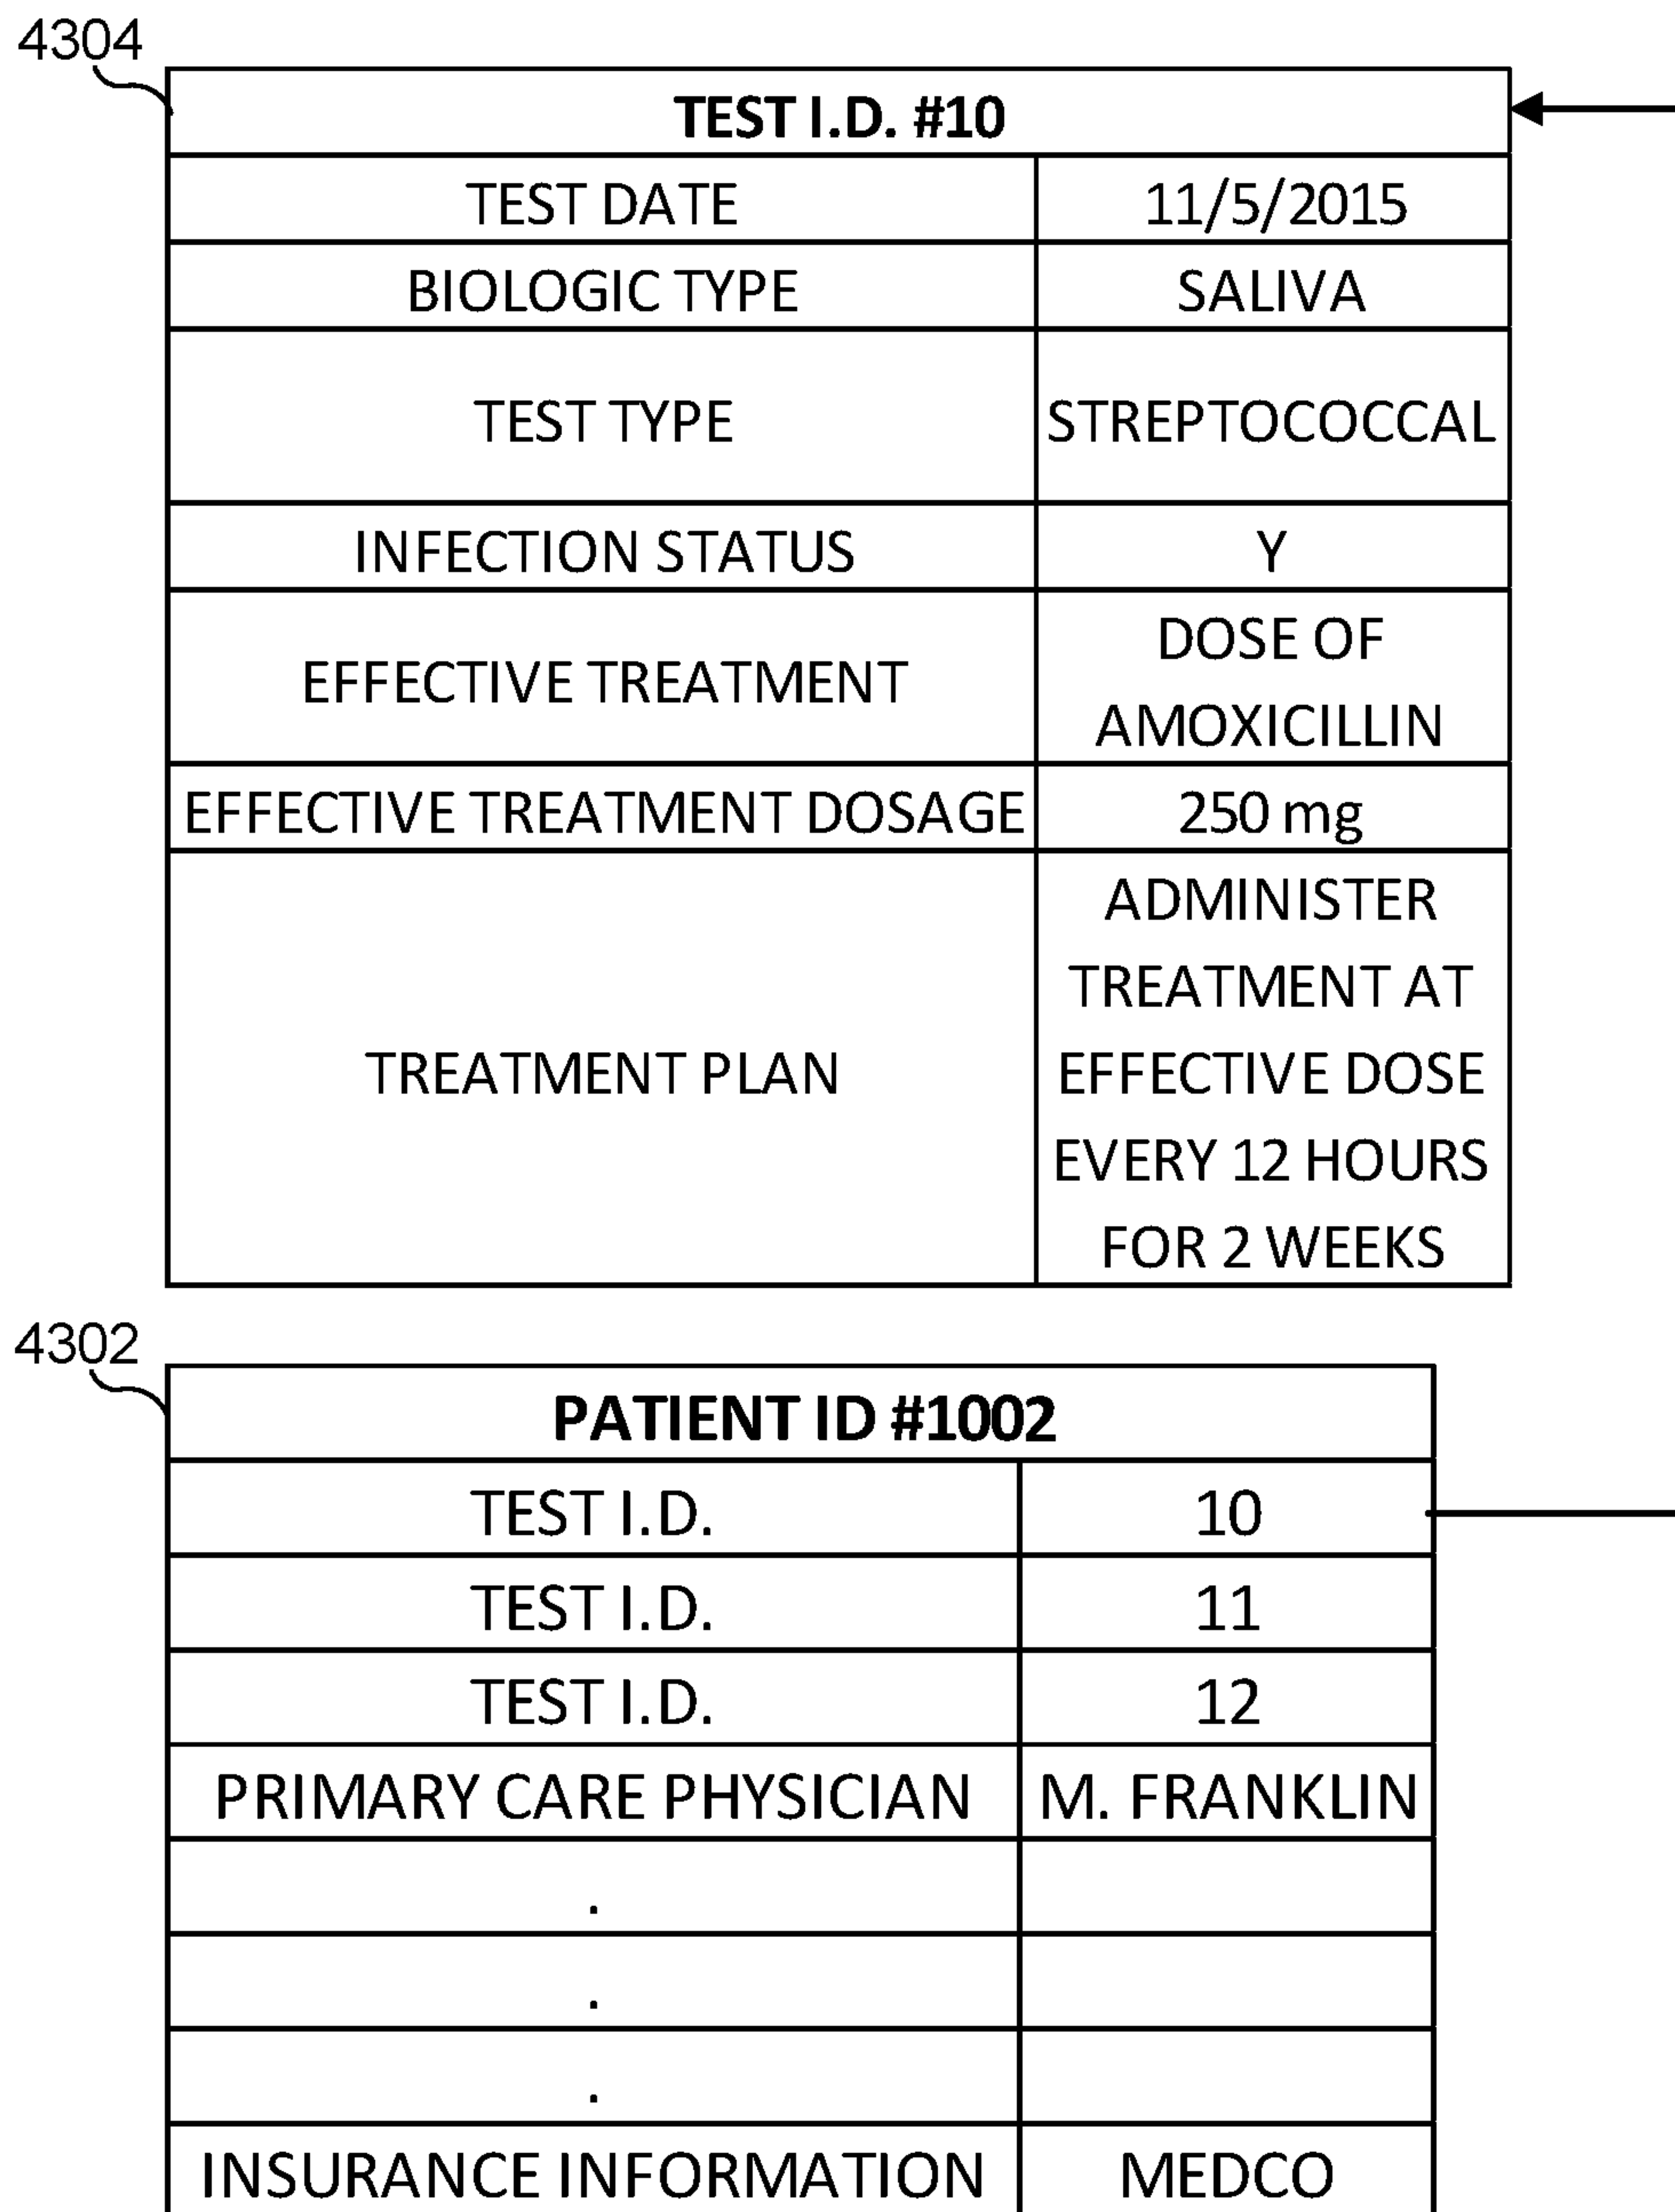 4304
TEST I.D. #10
TEST DATE 11/5/2015
BIOLOGIC TYPE SALIVA
TEST TYPE STREPTOCOCCAL
INFECTION STATUS Y
EFFECTIVE TREATMENT DOSE OF
AMOXICILLIN
EFFECTIVE TREATMENT DOSAGE 250 mg
TREATMENT PLAN ADMINISTER
TREATMENT AT
EFFECTIVE DOSE
EVERY 12 HOURS
FOR 2 WEEKS
4302
PATIENT ID #1002
TEST I.D. 10
TEST I.D. 11
TEST I.D. 12
PRIMARY CARE PHYSICIAN M. FRANKLIN
.
.
.
INSURANCE INFORMATION MEDCO